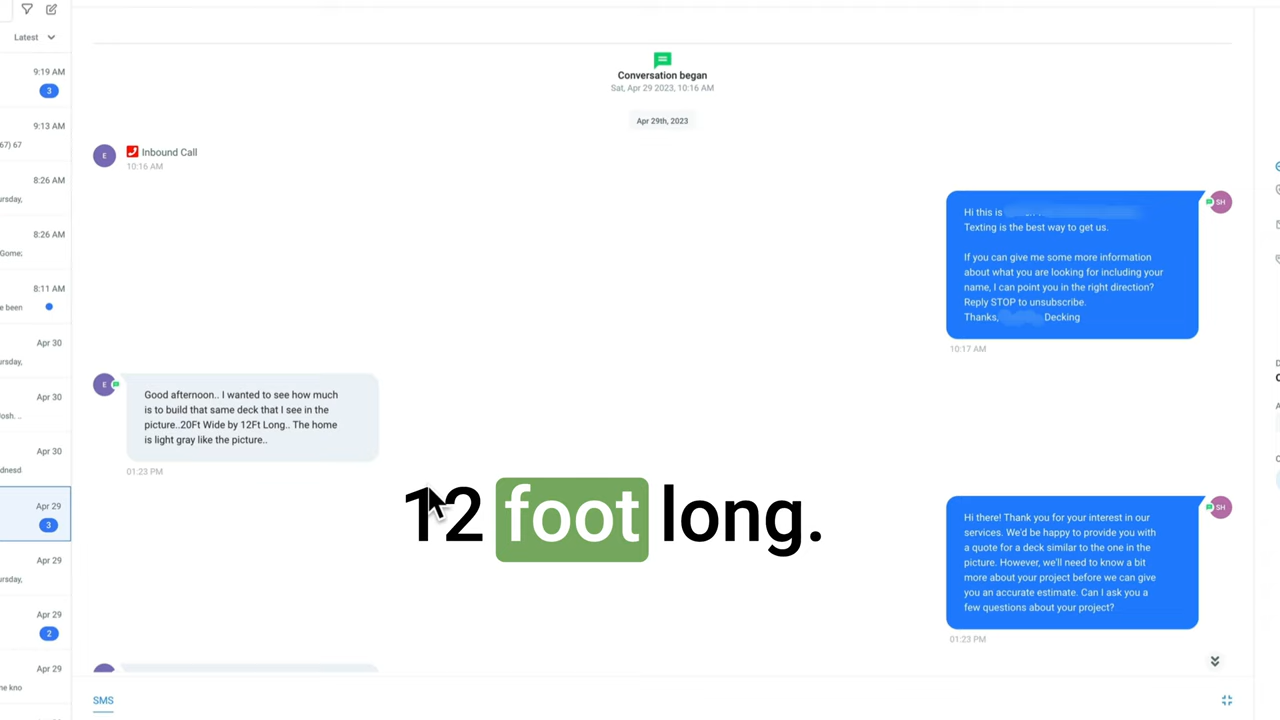 Latest
9:19 AM
3
9:13 AM
67) 67
8:26 AM
ursday,
8:26 AM
Gome;
8:11 AM
e been
Apr 30
ursday,
Apr 30
osh. ..
Apr 30
dnesd
Apr 29
3
Apr 29
ursday,
Apr 29
2
Apr 29
he kno
Conversation began
Sat, Apr 29 2023, 10:16 AM
Apr 29th, 2023
E
Inbound Call
10:16 AM
SH
Hi this is
Texting is the best way to get us.
If you can give me some more information
about what you are looking for including your
name, I can point you in the right direction?
Reply STOP to unsubscribe.
Thanks, Decking
10:17 AM
E
Good afternoon.. I wanted to see how much
is to build that same deck that I see in the
picture..20Ft Wide by 12Ft Long.. The home
is light gray like the picture..
01:23 PM
12 foot long.
SH
Hi there! Thank you for your interest in our
services. We'd be happy to provide you with
a quote for a deck similar to the one in the
picture. However, we'll need to know a bit
more about your project before we can give
you an accurate estimate. Can I ask you a
few questions about your project?
01:23 PM
SMS